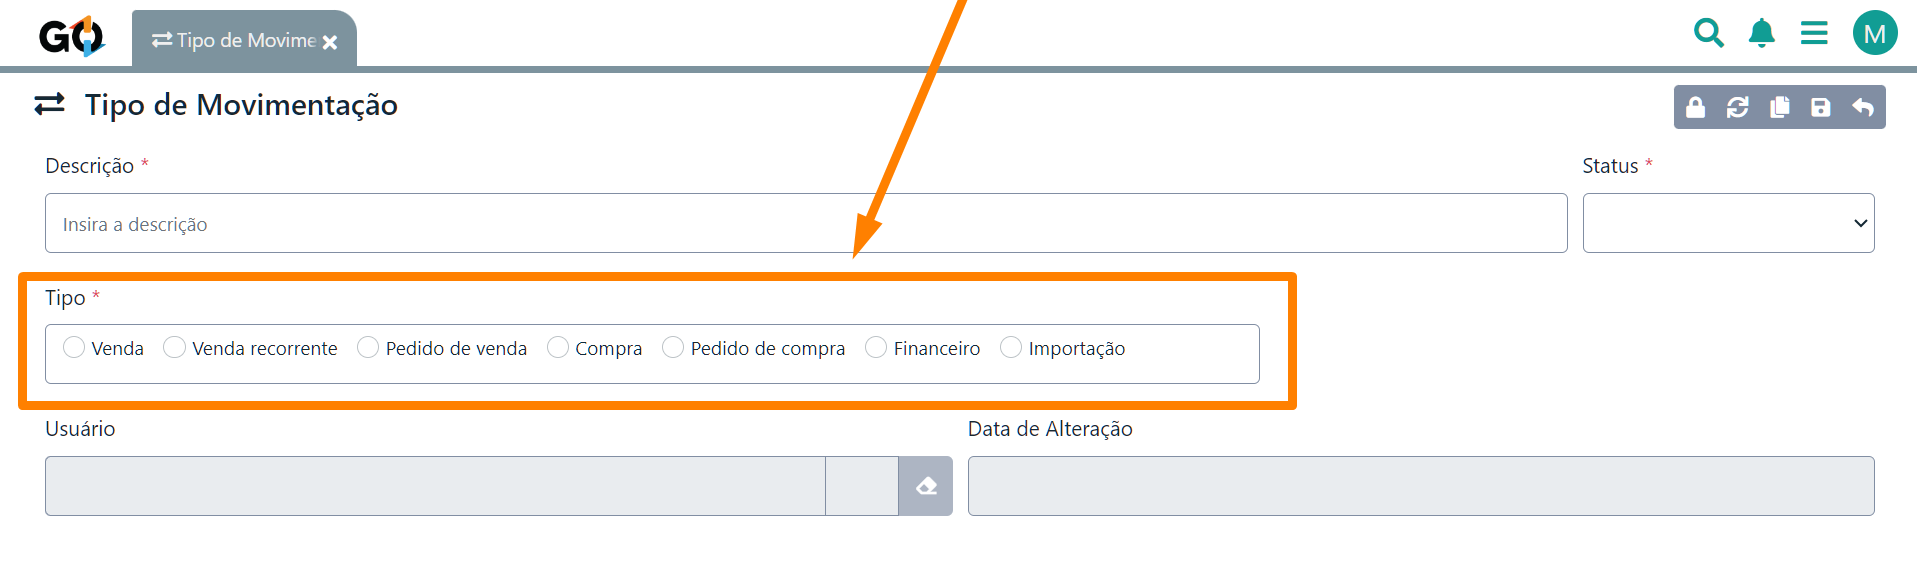 GO
Tipo de Movime
M
Tipo de Movimentação
Descrição *
Status *
Insira a descrição
Tipo *
Venda Venda recorrente Pedido de venda Compra Pedido de compra Financeiro Importação
Usuário
Data de Alteração